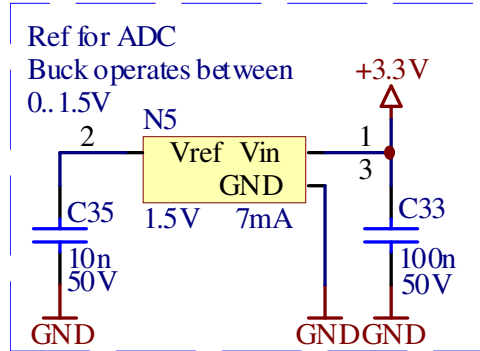 Ref for ADC
Buck operates between
0..1.5V
+3.3V
N5
2
1
Vref Vin
3
GND
C35
1.5V 7mA
C33
10n
100n
50V
50V
GND
GND
GND